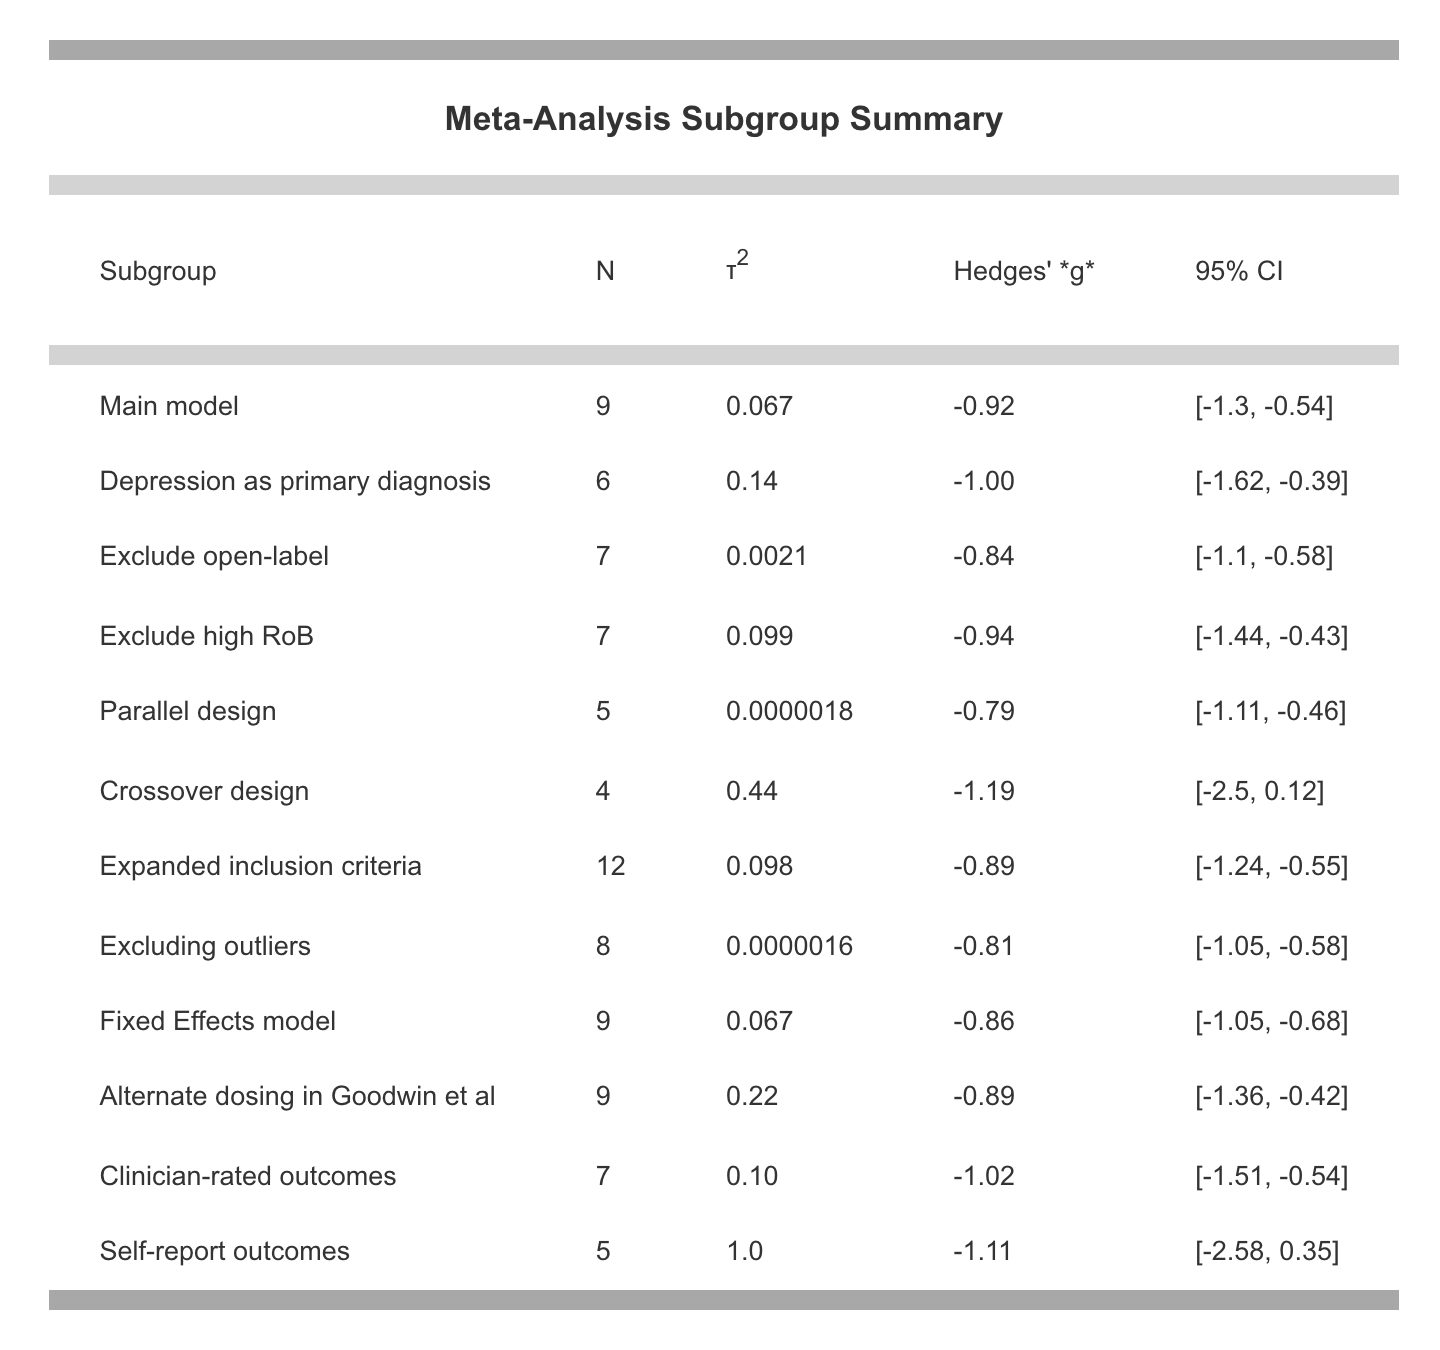 Meta-Analysis Subgroup Summary
Subgroup N τ2 Hedges' *g* 95% CI
Main model 9 0.067 -0.92 [-1.3, -0.54]
Depression as primary diagnosis 6 0.14 -1.00 [-1.62, -0.39]
Exclude open-label 7 0.0021 -0.84 [-1.1, -0.58]
Exclude high RoB 7 0.099 -0.94 [-1.44, -0.43]
Parallel design 5 0.0000018 -0.79 [-1.11, -0.46]
Crossover design 4 0.44 -1.19 [-2.5, 0.12]
Expanded inclusion criteria 12 0.098 -0.89 [-1.24, -0.55]
Excluding outliers 8 0.0000016 -0.81 [-1.05, -0.58]
Fixed Effects model 9 0.067 -0.86 [-1.05, -0.68]
Alternate dosing in Goodwin et al 9 0.22 -0.89 [-1.36, -0.42]
Clinician-rated outcomes 7 0.10 -1.02 [-1.51, -0.54]
Self-report outcomes 5 1.0 -1.11 [-2.58, 0.35]